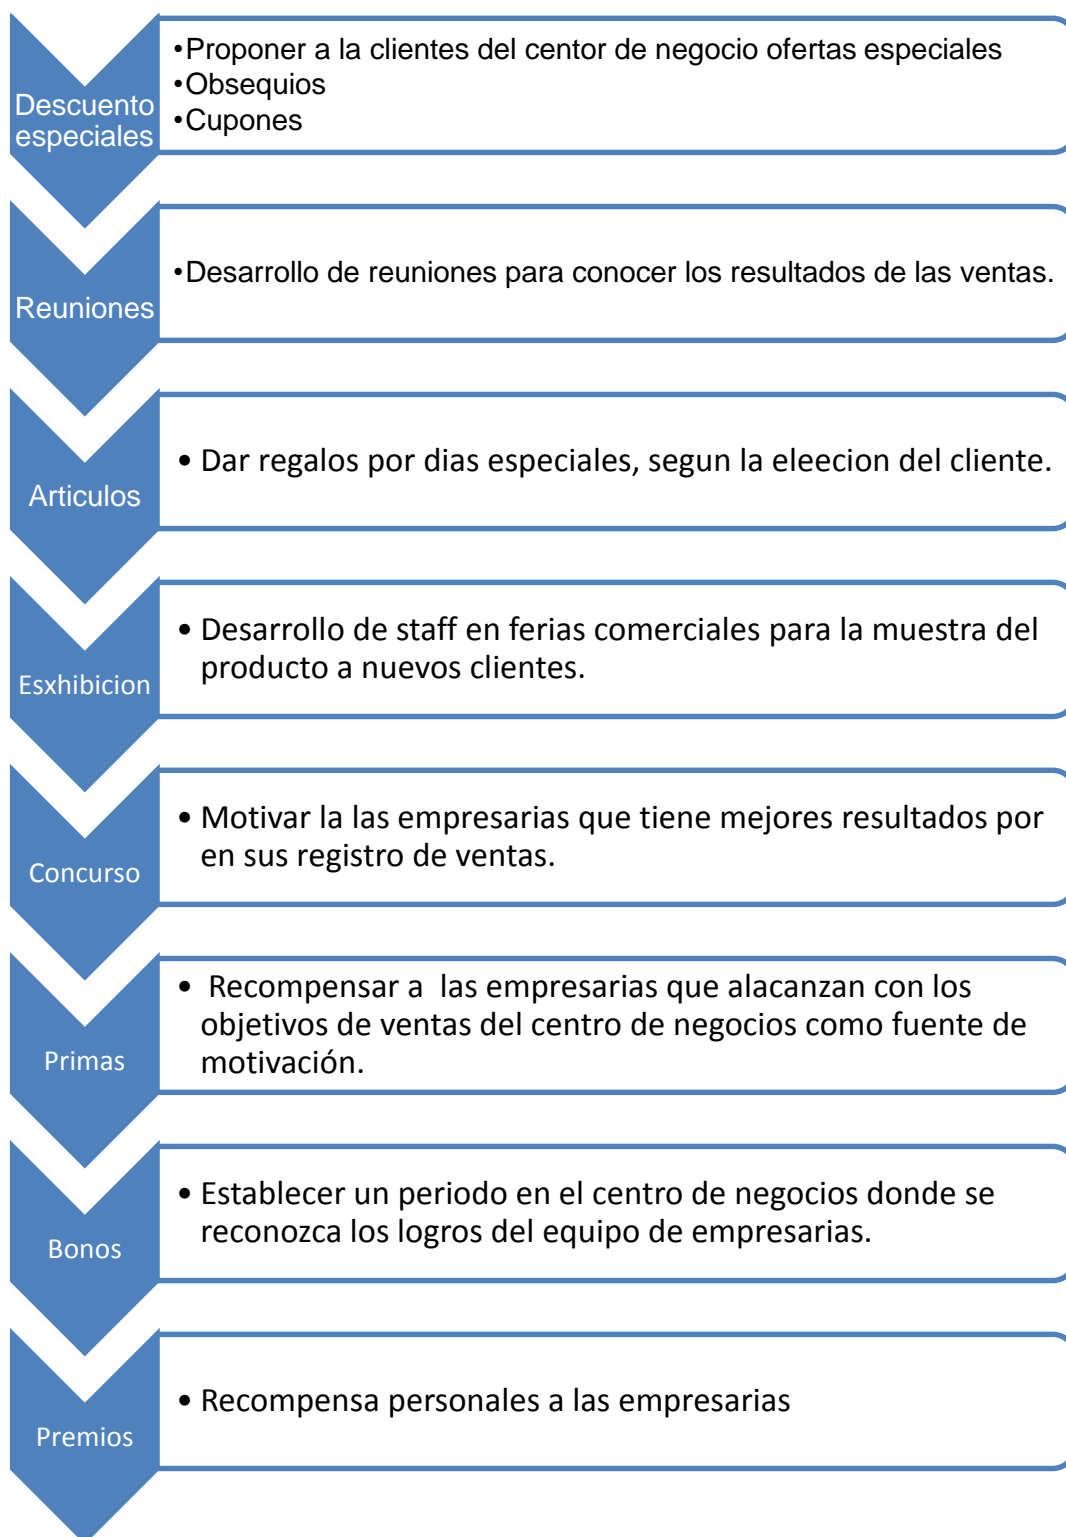 Descuento
especiales
•Proponer a la clientes del centor de negocio ofertas especiales
•Obsequios
•Cupones
Reuniones
•Desarrollo de reuniones para conocer los resultados de las ventas.
Articulos
• Dar regalos por dias especiales, segun la eleecion del cliente.
Esxhibicion
• Desarrollo de staff en ferias comerciales para la muestra del
producto a nuevos clientes.
Concurso
• Motivar la las empresarias que tiene mejores resultados por
en sus registro de ventas.
Primas
• Recompensar a las empresarias que alacanzan con los
objetivos de ventas del centro de negocios como fuente de
motivación.
Bonos
• Establecer un periodo en el centro de negocios donde se
reconozca los logros del equipo de empresarias.
Premios
• Recompensa personales a las empresarias